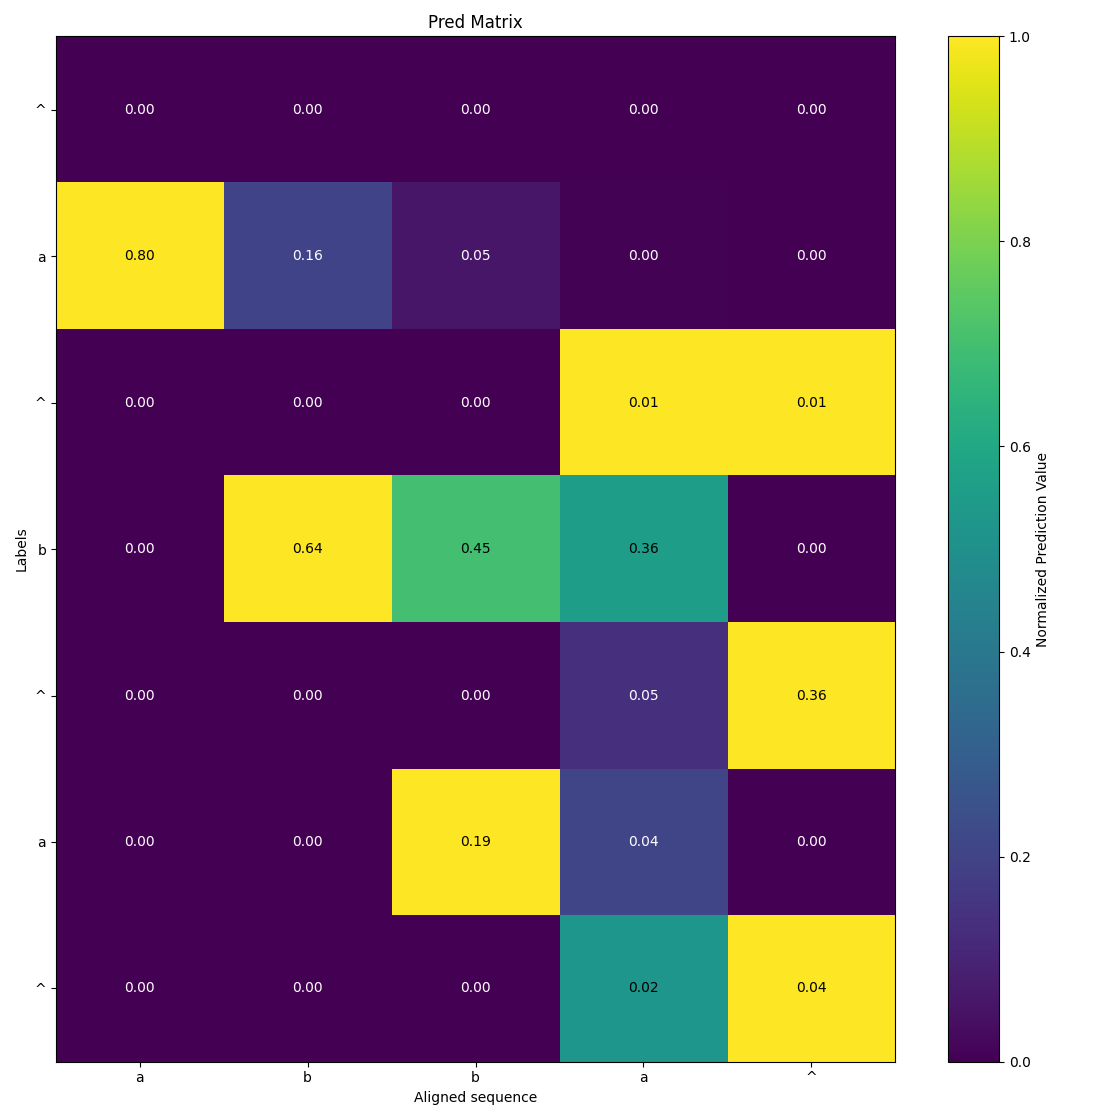 Pred Matrix
^ 0.00 0.00 0.00 0.00 0.00
a 0.80 0.16 0.05 0.00 0.00
^ 0.00 0.00 0.00 0.01 0.01
b 0.00 0.64 0.45 0.36 0.00
^ 0.00 0.00 0.00 0.05 0.36
a 0.00 0.00 0.19 0.04 0.00
^ 0.00 0.00 0.00 0.02 0.04
a b b a ^
Aligned sequence
Labels
1.0
0.8
0.6
0.4
0.2
0.0
Normalized Prediction Value